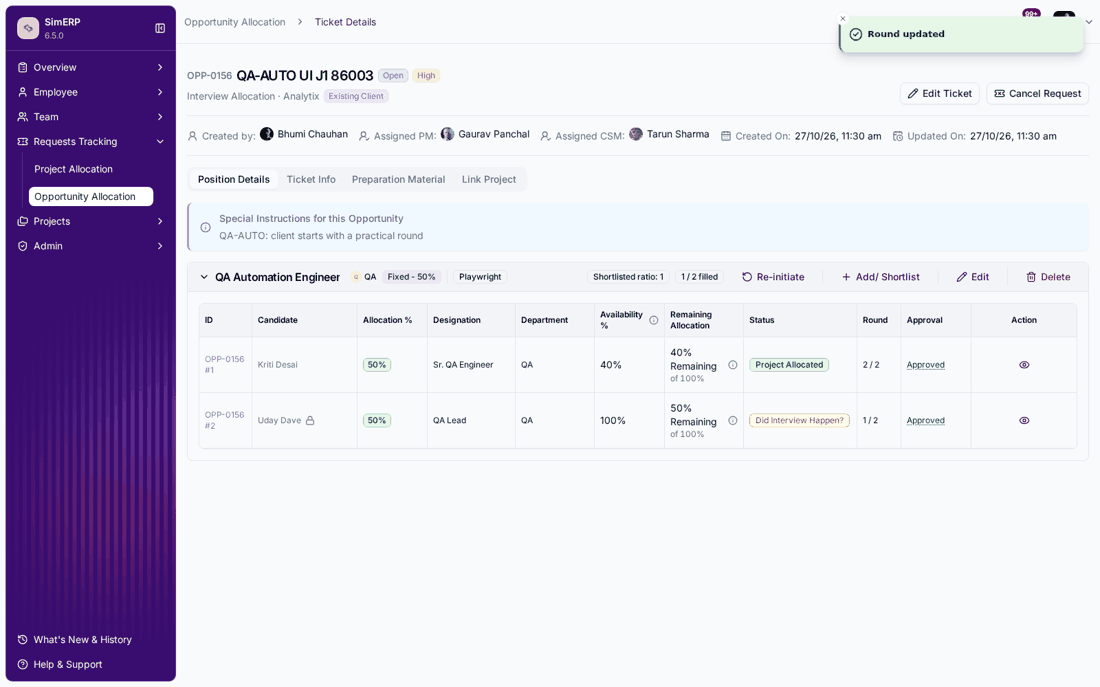 SimERP
6.5.0
Overview
Employee
Team
Requests Tracking
Project Allocation
Opportunity Allocation
Projects
Admin
What's New & History
Help & Support
Opportunity Allocation > Ticket Details
99+
Round updated
OPP-0156 QA-AUTO UI J1 86003 Open High
Interview Allocation · Analytix Existing Client
Edit Ticket Cancel Request
Created by: Bhumi Chauhan Assigned PM: Gaurav Panchal Assigned CSM: Tarun Sharma Created On: 27/10/26, 11:30 am Updated On: 27/10/26, 11:30 am
Position Details Ticket Info Preparation Material Link Project
Special Instructions for this Opportunity
QA-AUTO: client starts with a practical round
QA Automation Engineer Q QA Fixed - 50% Playwright Shortlisted ratio: 1 1 / 2 filled Re-initiate Add/ Shortlist Edit Delete
ID Candidate Allocation % Designation Department Availability % Remaining Allocation Status Round Approval Action
OPP-0156 #1 Kriti Desai 50% Sr. QA Engineer QA 40% 40% Remaining of 100% Project Allocated 2 / 2 Approved
OPP-0156 #2 Uday Dave 50% QA Lead QA 100% 50% Remaining of 100% Did Interview Happen? 1 / 2 Approved